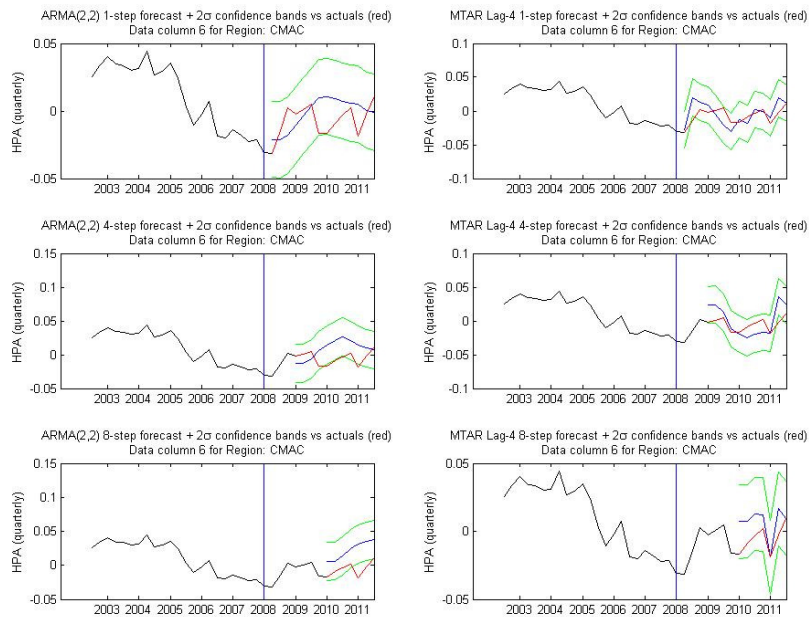 ARMA(2,2) 1-step forecast + 2σ confidence bands vs actuals (red)
Data column 6 for Region: CMAC
HPA (quarterly)
0.05
0
-0.05
2003 2004 2005 2006 2007 2008 2009 2010 2011
MTAR Lag-4 1-step forecast + 2σ confidence bands vs actuals (red)
Data column 6 for Region: CMAC
HPA (quarterly)
0.1
0.05
0
-0.05
-0.1
2003 2004 2005 2006 2007 2008 2009 2010 2011
ARMA(2,2) 4-step forecast + 2σ confidence bands vs actuals (red)
Data column 6 for Region: CMAC
HPA (quarterly)
0.15
0.1
0.05
0
-0.05
2003 2004 2005 2006 2007 2008 2009 2010 2011
MTAR Lag-4 4-step forecast + 2σ confidence bands vs actuals (red)
Data column 6 for Region: CMAC
HPA (quarterly)
0.1
0.05
0
-0.05
-0.1
2003 2004 2005 2006 2007 2008 2009 2010 2011
ARMA(2,2) 8-step forecast + 2σ confidence bands vs actuals (red)
Data column 6 for Region: CMAC
HPA (quarterly)
0.15
0.1
0.05
0
-0.05
2003 2004 2005 2006 2007 2008 2009 2010 2011
MTAR Lag-4 8-step forecast + 2σ confidence bands vs actuals (red)
Data column 6 for Region: CMAC
HPA (quarterly)
0.05
0
-0.05
2003 2004 2005 2006 2007 2008 2009 2010 2011